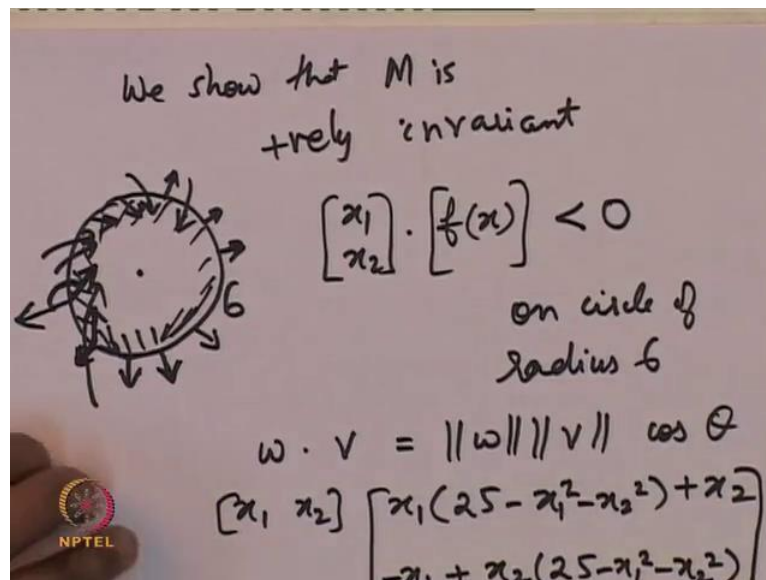 We show that M is
+vely invariant
[x₁ x₂] . [f(x)] < 0
6
on circle of
radius 6
w . v = ||w|| ||v|| cos θ
[x₁ x₂] [x₁(25 - x₁² - x₂²) + x₂
-x₁ + x₂(25 - x₁² - x₂²)]
NPTEL